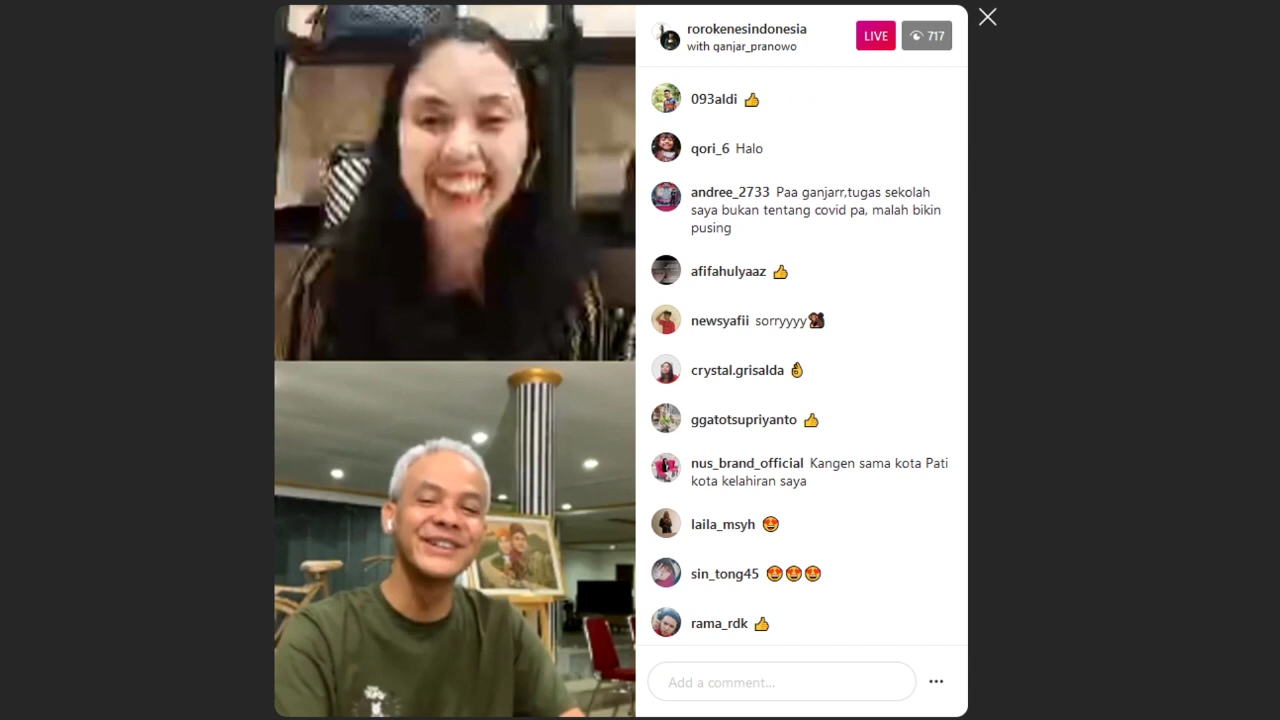 rorokenesindonesia
with ganjar_pranowo
LIVE
717
093aldi 👍
qori_6 Halo
andree_2733 Paa ganjarr,tugas sekolah
saya bukan tentang covid pa, malah bikin
pusing
afifahulyaaz 👍
newsyafii sorryyyy🐒
crystal.grisalda 👌
ggatotsupriyanto 👍
nus_brand_official Kangen sama kota Pati
kota kelahiran saya
laila_msyh 😍
sin_tong45 😍😍😍
rama_rdk 👍
Add a comment...